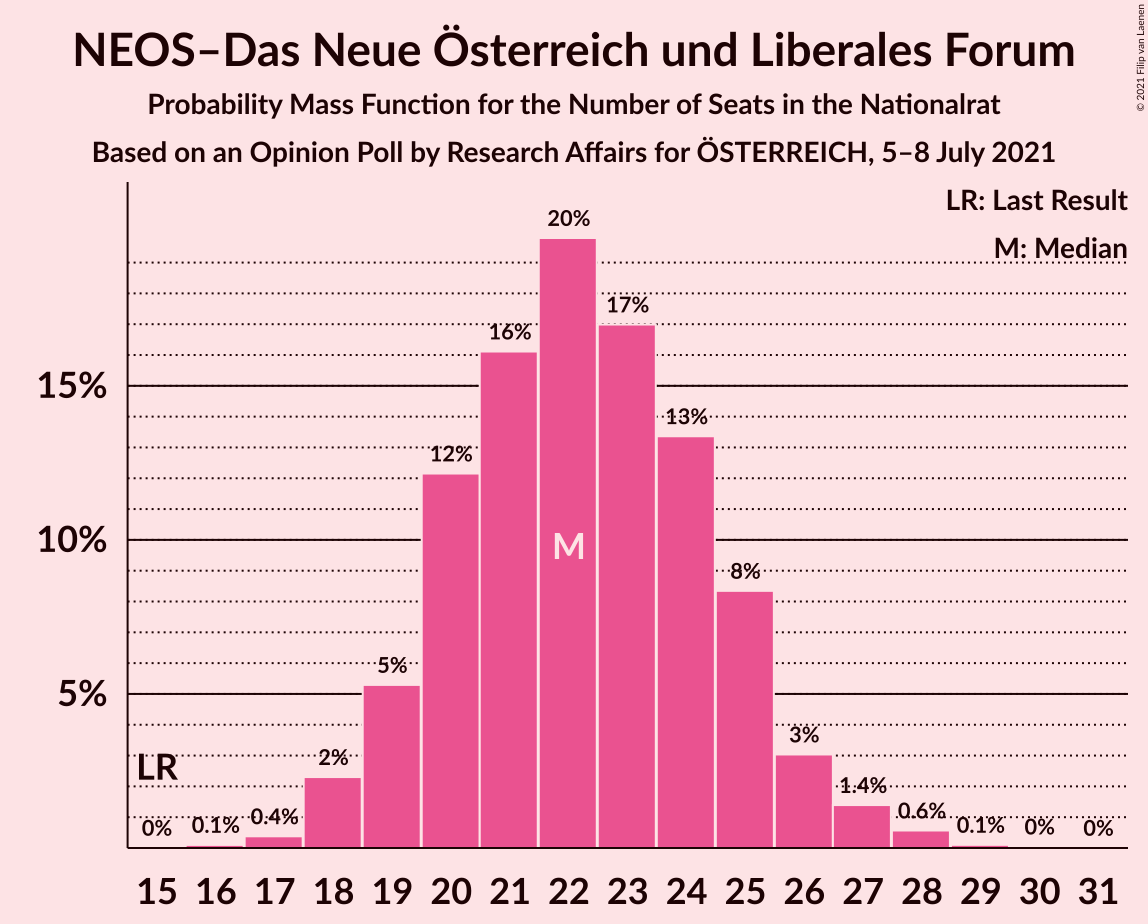 NEOS–Das Neue Österreich und Liberales Forum
Probability Mass Function for the Number of Seats in the Nationalrat
Based on an Opinion Poll by Research Affairs for ÖSTERREICH, 5–8 July 2021
© 2021 Filip van Laenen
LR: Last Result
M: Median
20%
17%
16%
15%
13%
12%
10%
M
8%
5%
5%
3%
2%
LR
1.4%
0.6%
0.4%
0% 0.1% 0.1% 0% 0%
15 16 17 18 19 20 21 22 23 24 25 26 27 28 29 30 31